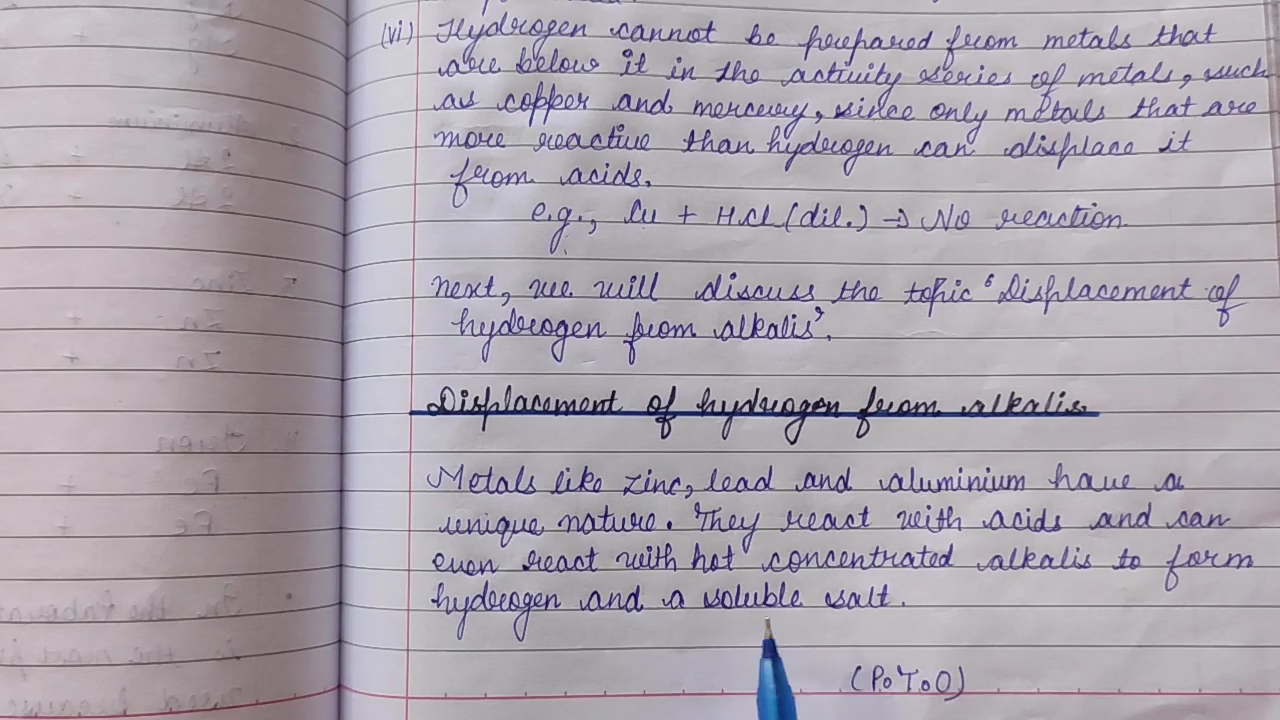 (vi) Hydrogen cannot be prepared from metals that
are below it in the activity series of metals, such
as copper and mercury, since only metals that are
more reactive than hydrogen can displace it
from acids.
e.g., Cu + HCl (dil.) → No reaction
Next, we will discuss the topic 'Displacement of
hydrogen from alkalis'.
Displacement of hydrogen from alkalis
Metals like zinc, lead and aluminium have a
unique nature. They react with acids and can
even react with hot concentrated alkalis to form
hydrogen and a soluble salt.
(P.T.O)